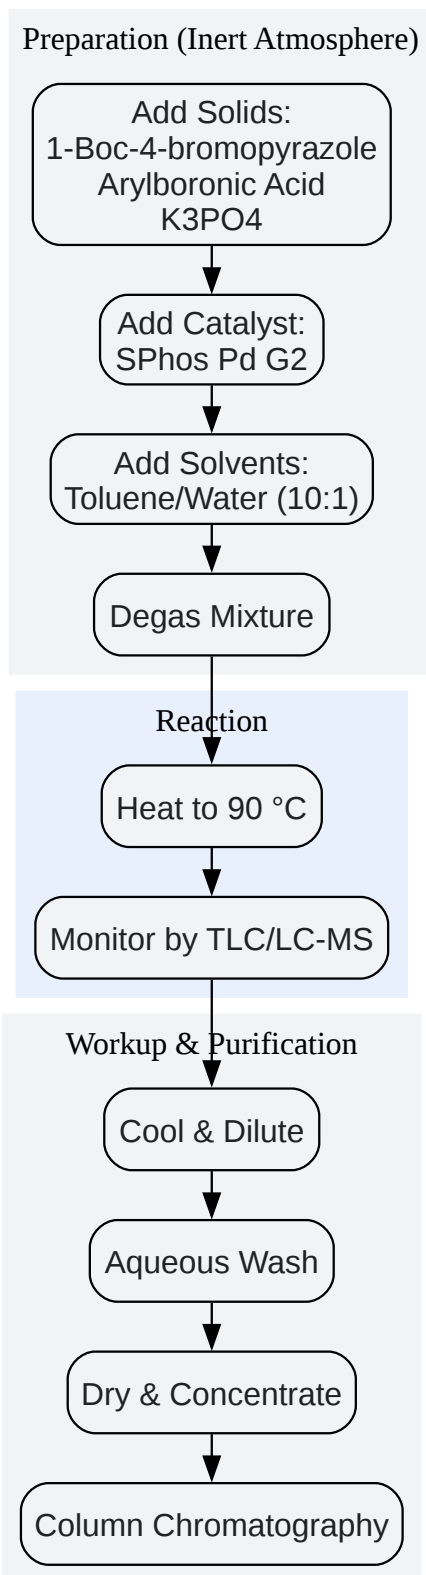 Preparation (Inert Atmosphere)
Add Solids:
1-Boc-4-bromopyrazole
Arylboronic Acid
K3PO4
Add Catalyst:
SPhos Pd G2
Add Solvents:
Toluene/Water (10:1)
Degas Mixture
Reaction
Heat to 90 °C
Monitor by TLC/LC-MS
Workup & Purification
Cool & Dilute
Aqueous Wash
Dry & Concentrate
Column Chromatography